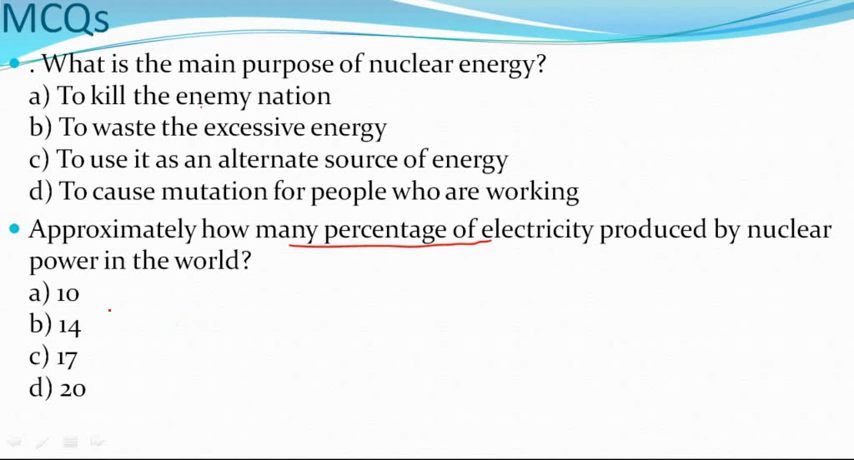 MCQs
. What is the main purpose of nuclear energy?
a) To kill the enemy nation
b) To waste the excessive energy
c) To use it as an alternate source of energy
d) To cause mutation for people who are working
Approximately how many percentage of electricity produced by nuclear
power in the world?
a) 10
b) 14
c) 17
d) 20